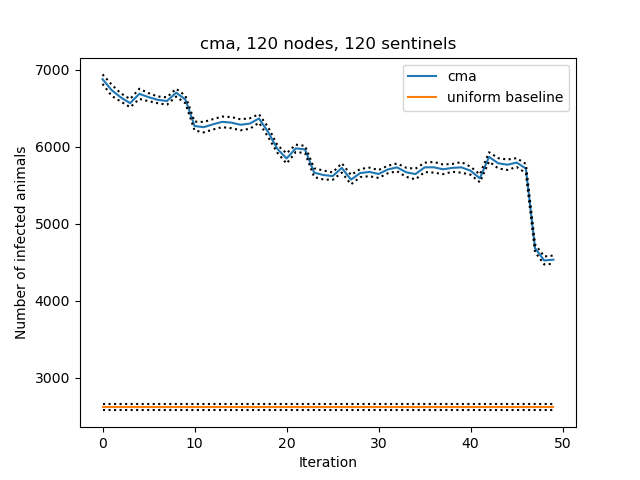 cma, 120 nodes, 120 sentinels
cma
uniform baseline
Number of infected animals
7000
6000
5000
4000
3000
0 10 20 30 40 50
Iteration